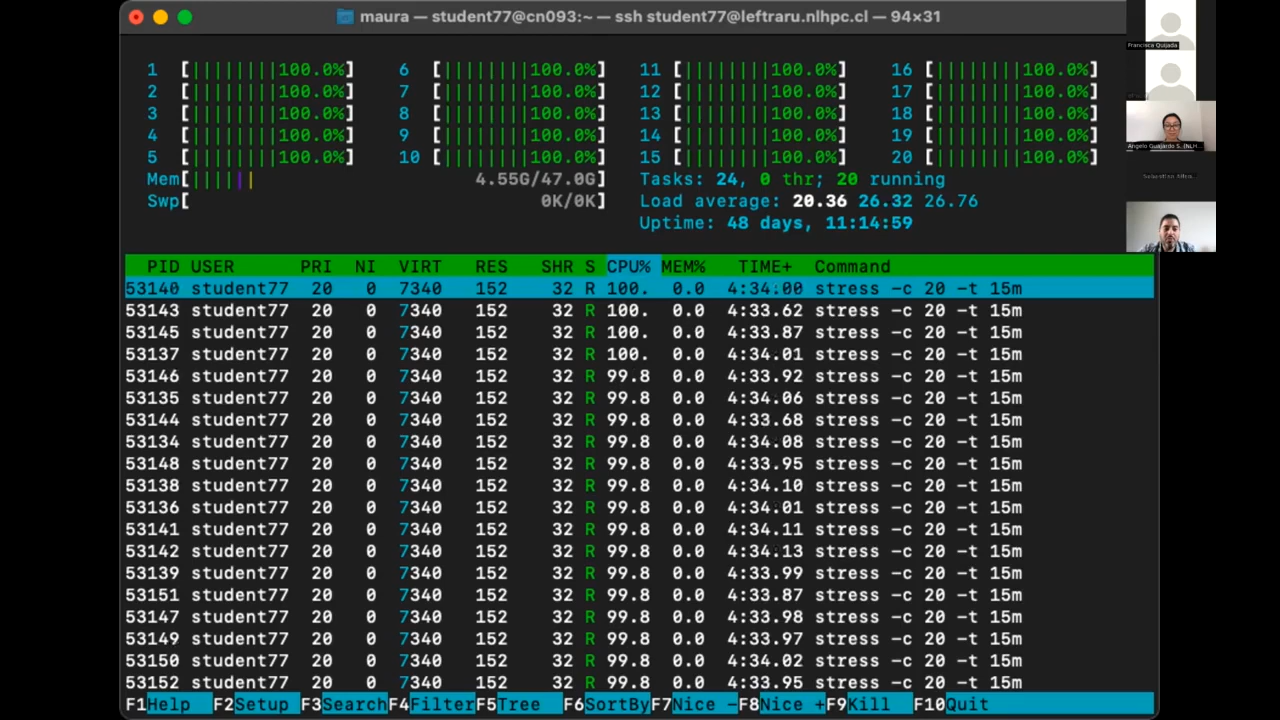 maura — student77@cn093:~ — ssh student77@leftraru.nlhpc.cl — 94×31
Francisca Quijada
Angelo Guajardo S. (NLH...
1 [||||||||100.0%] 6 [||||||||100.0%] 11 [||||||||100.0%] 16 [||||||||100.0%]
2 [||||||||100.0%] 7 [||||||||100.0%] 12 [||||||||100.0%] 17 [||||||||100.0%]
3 [||||||||100.0%] 8 [||||||||100.0%] 13 [||||||||100.0%] 18 [||||||||100.0%]
4 [||||||||100.0%] 9 [||||||||100.0%] 14 [||||||||100.0%] 19 [||||||||100.0%]
5 [||||||||100.0%] 10 [||||||||100.0%] 15 [||||||||100.0%] 20 [||||||||100.0%]
Mem[|||||| 4.55G/47.0G] Tasks: 24, 0 thr; 20 running
Swp[ 0K/0K] Load average: 20.36 26.32 26.76
Uptime: 48 days, 11:14:59
PID USER PRI NI VIRT RES SHR S CPU% MEM% TIME+ Command
53140 student77 20 0 7340 152 32 R 100. 0.0 4:34.00 stress -c 20 -t 15m
53143 student77 20 0 7340 152 32 R 100. 0.0 4:33.62 stress -c 20 -t 15m
53145 student77 20 0 7340 152 32 R 100. 0.0 4:33.87 stress -c 20 -t 15m
53137 student77 20 0 7340 152 32 R 100. 0.0 4:34.01 stress -c 20 -t 15m
53146 student77 20 0 7340 152 32 R 99.8 0.0 4:33.92 stress -c 20 -t 15m
53135 student77 20 0 7340 152 32 R 99.8 0.0 4:34.06 stress -c 20 -t 15m
53144 student77 20 0 7340 152 32 R 99.8 0.0 4:33.68 stress -c 20 -t 15m
53134 student77 20 0 7340 152 32 R 99.8 0.0 4:34.08 stress -c 20 -t 15m
53148 student77 20 0 7340 152 32 R 99.8 0.0 4:33.95 stress -c 20 -t 15m
53138 student77 20 0 7340 152 32 R 99.8 0.0 4:34.10 stress -c 20 -t 15m
53136 student77 20 0 7340 152 32 R 99.8 0.0 4:34.01 stress -c 20 -t 15m
53141 student77 20 0 7340 152 32 R 99.8 0.0 4:34.11 stress -c 20 -t 15m
53142 student77 20 0 7340 152 32 R 99.8 0.0 4:34.13 stress -c 20 -t 15m
53139 student77 20 0 7340 152 32 R 99.8 0.0 4:33.99 stress -c 20 -t 15m
53151 student77 20 0 7340 152 32 R 99.8 0.0 4:33.87 stress -c 20 -t 15m
53147 student77 20 0 7340 152 32 R 99.8 0.0 4:33.98 stress -c 20 -t 15m
53149 student77 20 0 7340 152 32 R 99.8 0.0 4:33.97 stress -c 20 -t 15m
53150 student77 20 0 7340 152 32 R 99.8 0.0 4:34.02 stress -c 20 -t 15m
53152 student77 20 0 7340 152 32 R 99.8 0.0 4:33.95 stress -c 20 -t 15m
F1Help F2Setup F3SearchF4FilterF5Tree F6SortByF7Nice -F8Nice +F9Kill F10Quit